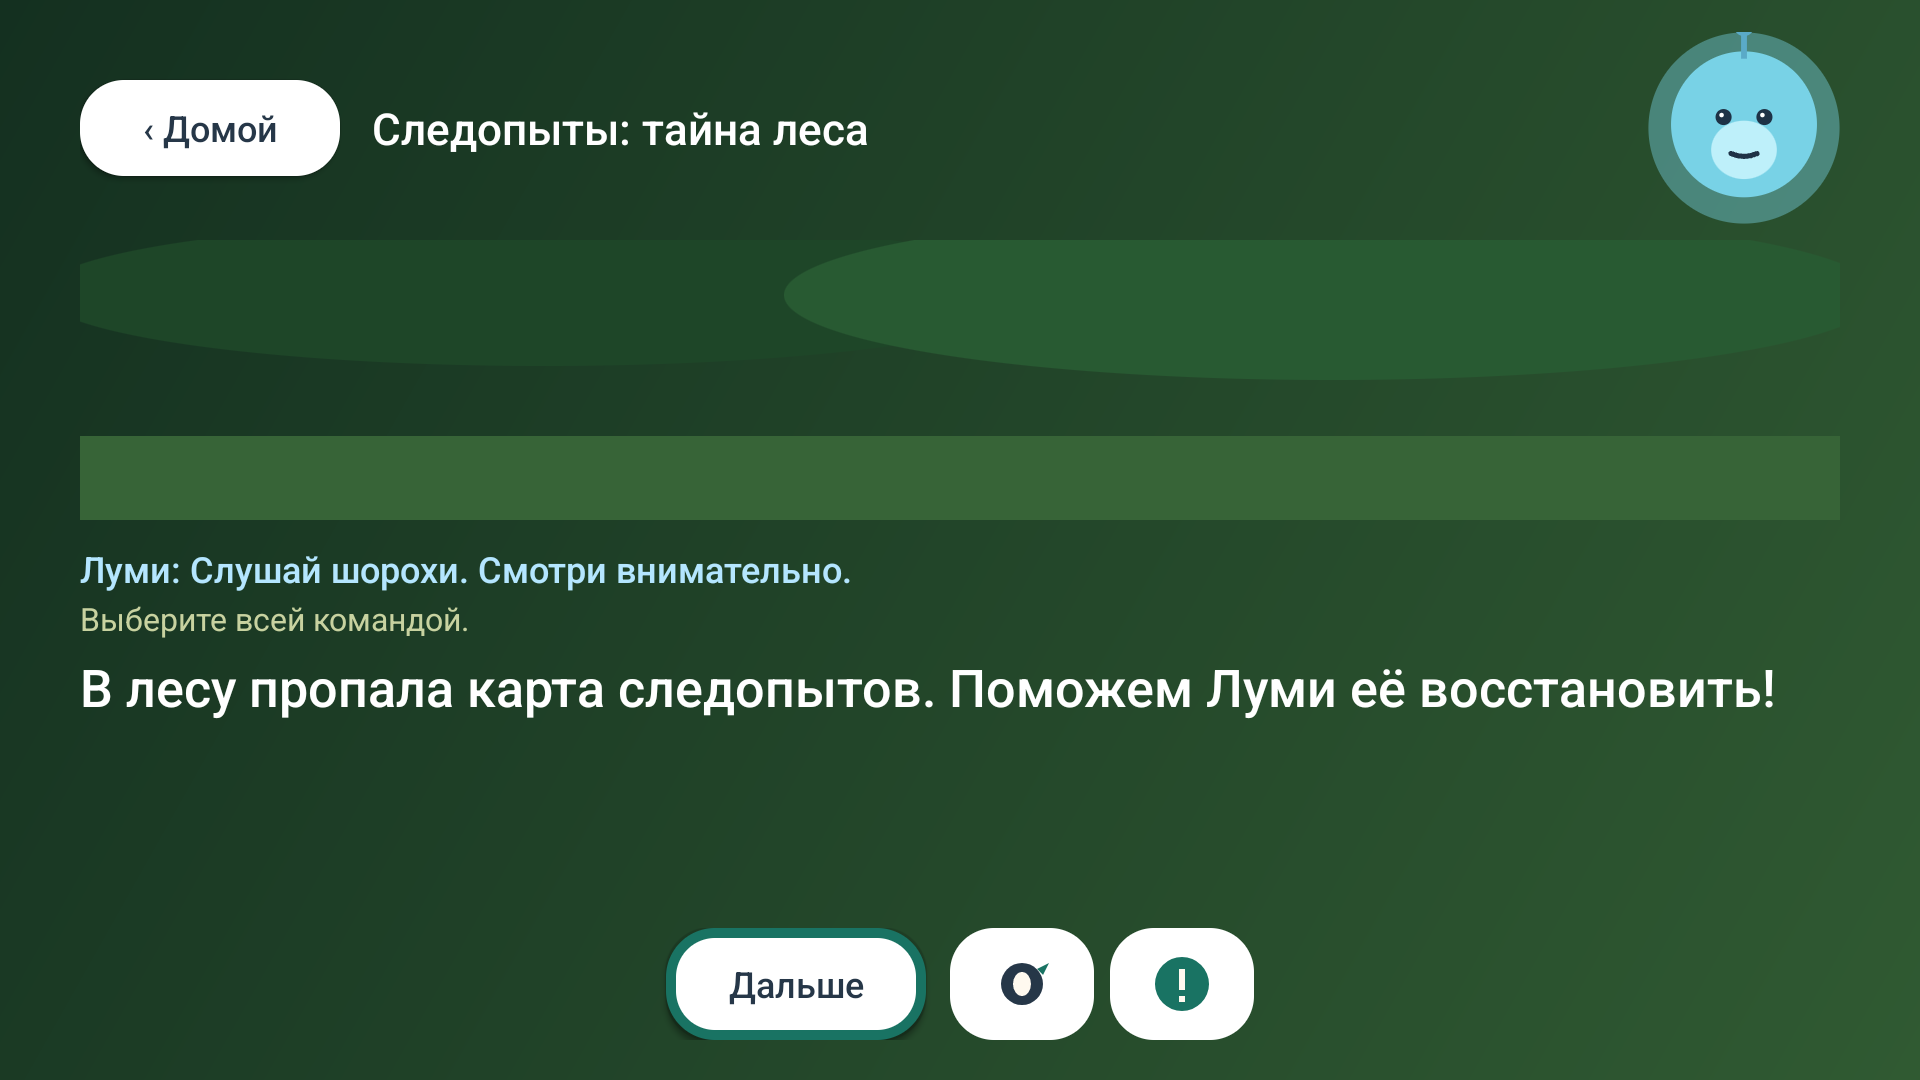 ‹ Домой
Следопыты: тайна леса
Луми: Слушай шорохи. Смотри внимательно.
Выберите всей командой.
В лесу пропала карта следопытов. Поможем Луми её восстановить!
Дальше